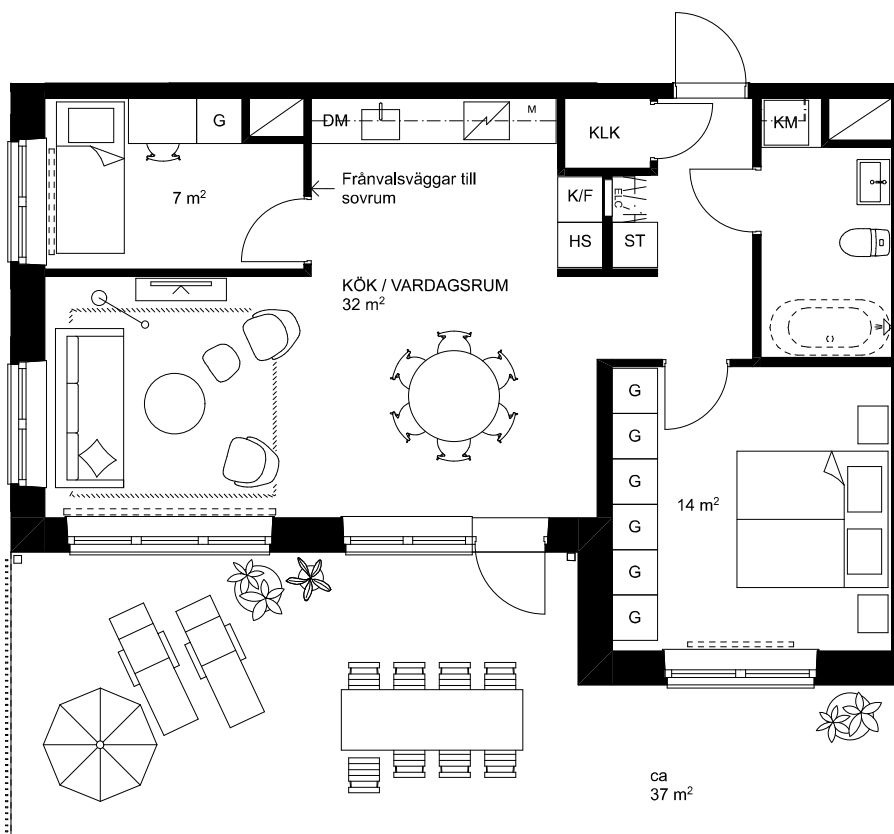 G
DM
M
KLK
KM
7 m²
Frånvalsväggar till
sovrum
K/F
ELC
HS
ST
KÖK / VARDAGSRUM
32 m²
G
G
G
G
G
G
14 m²
ca
37 m²